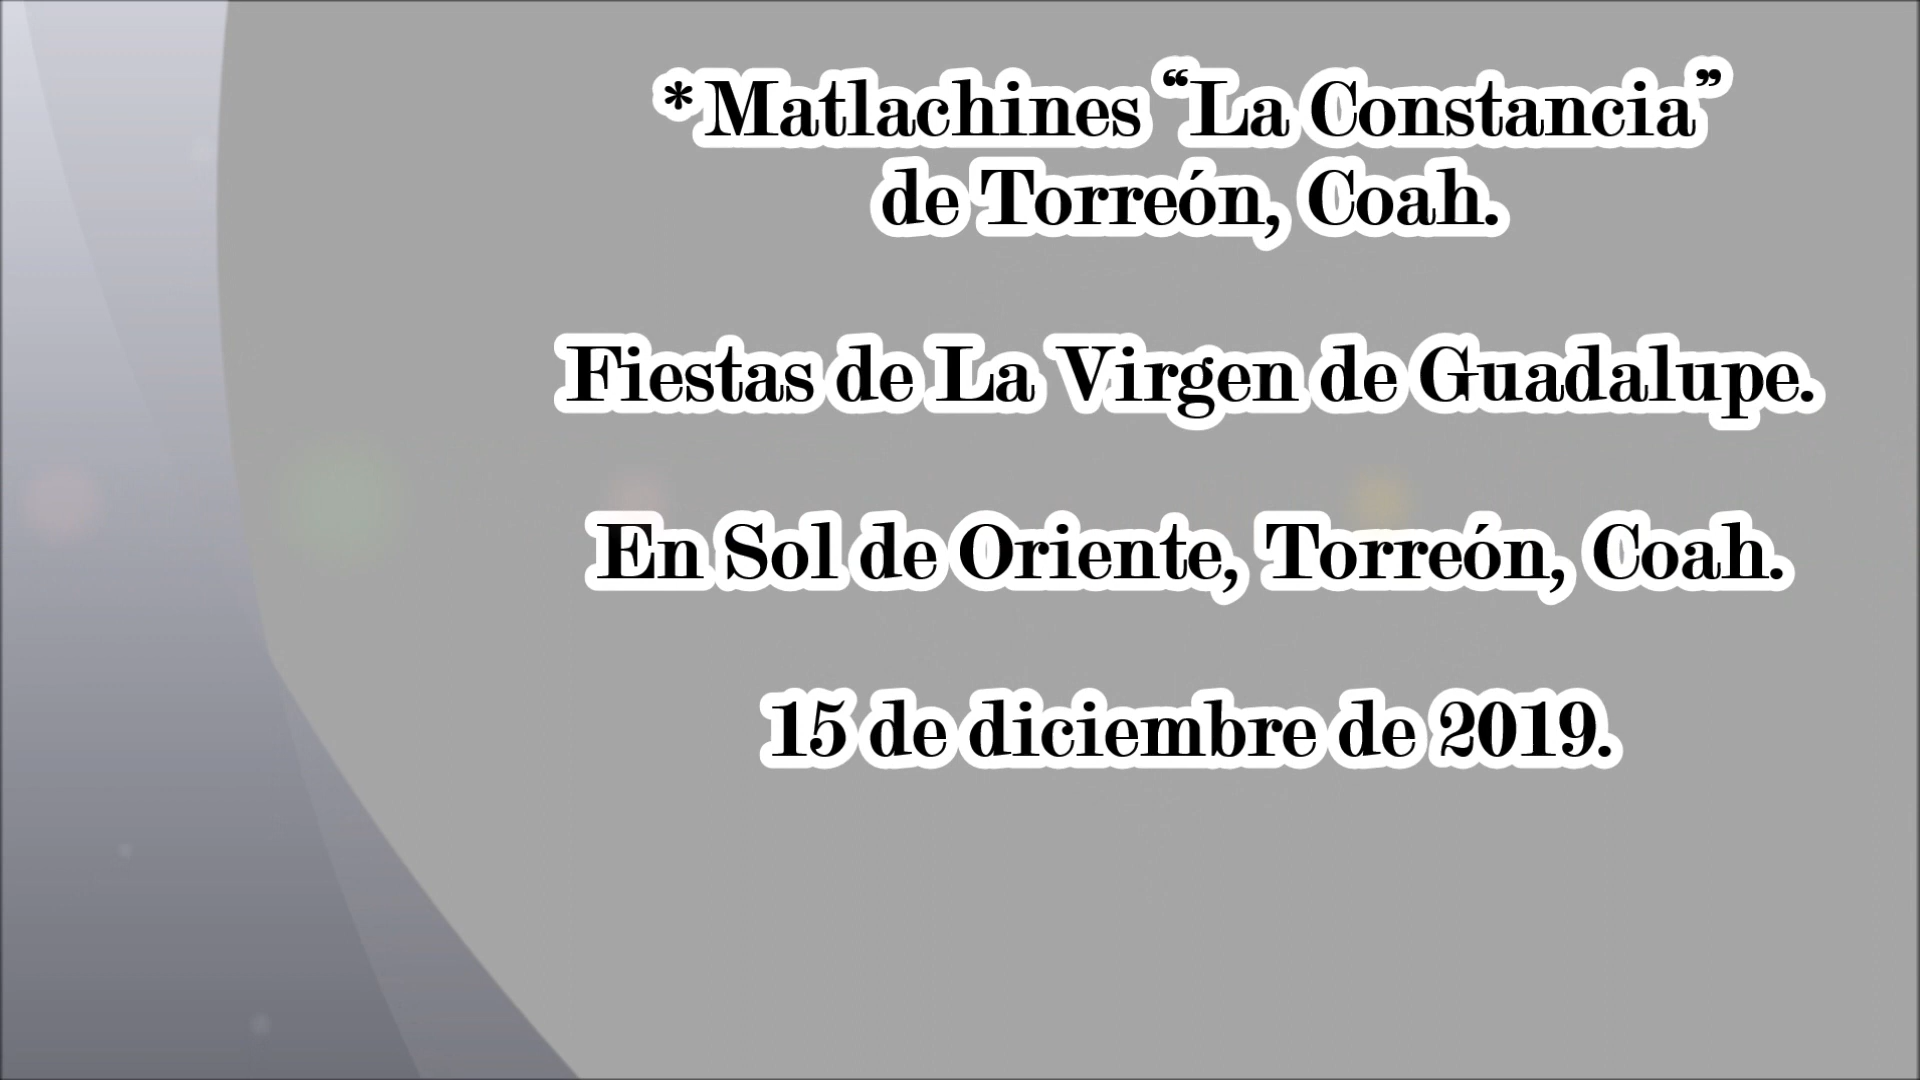 *Matlachines “La Constancia”
de Torreón, Coah.
Fiestas de La Virgen de Guadalupe.
En Sol de Oriente, Torreón, Coah.
15 de diciembre de 2019.